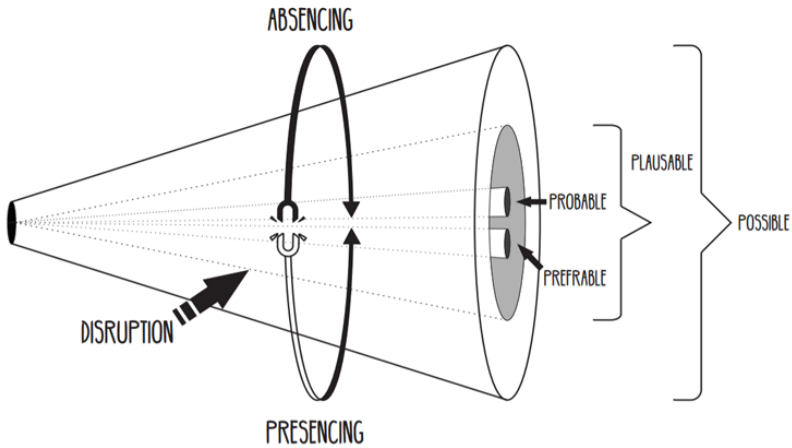 ABSENCING
PLAUSABLE
PROBABLE
POSSIBLE
PREFRABLE
DISRUPTION
PRESENCING